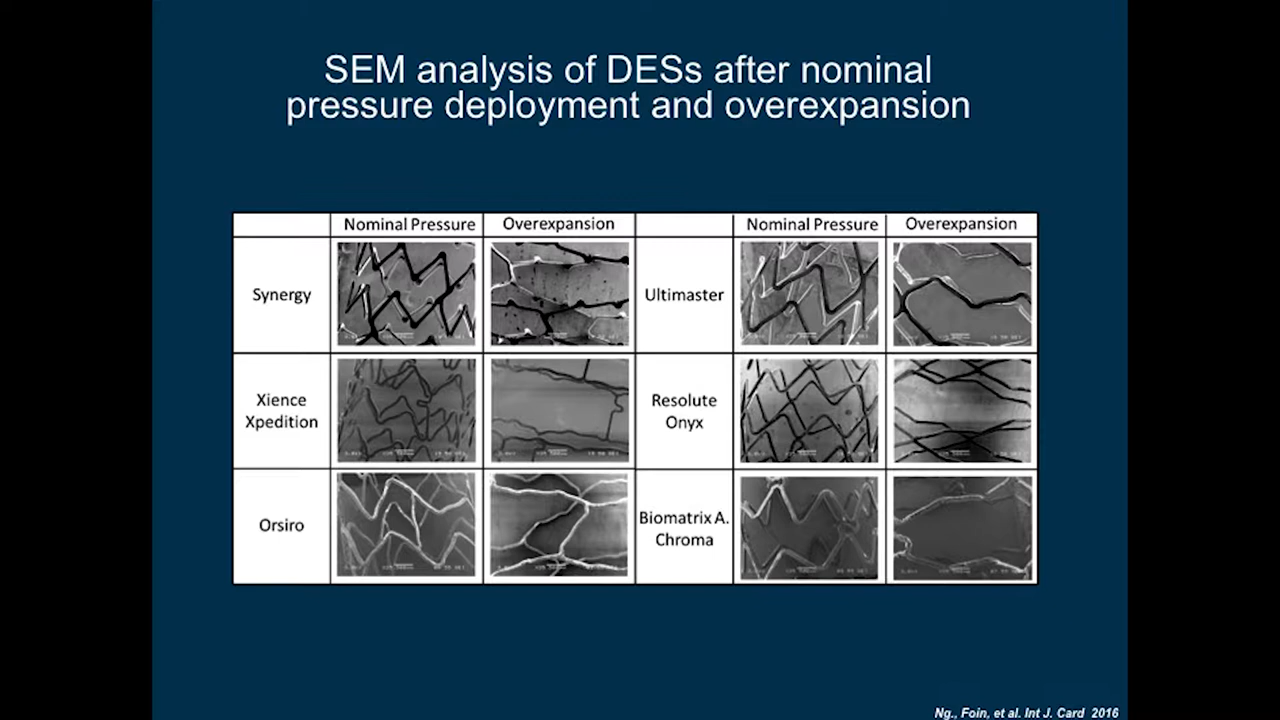 SEM analysis of DESs after nominal
pressure deployment and overexpansion
Nominal Pressure Overexpansion Nominal Pressure Overexpansion
Synergy Ultimaster
Xience Resolute
Xpedition Onyx
Orsiro Biomatrix A.
Chroma
Ng., Foin, et al. Int J. Card 2016